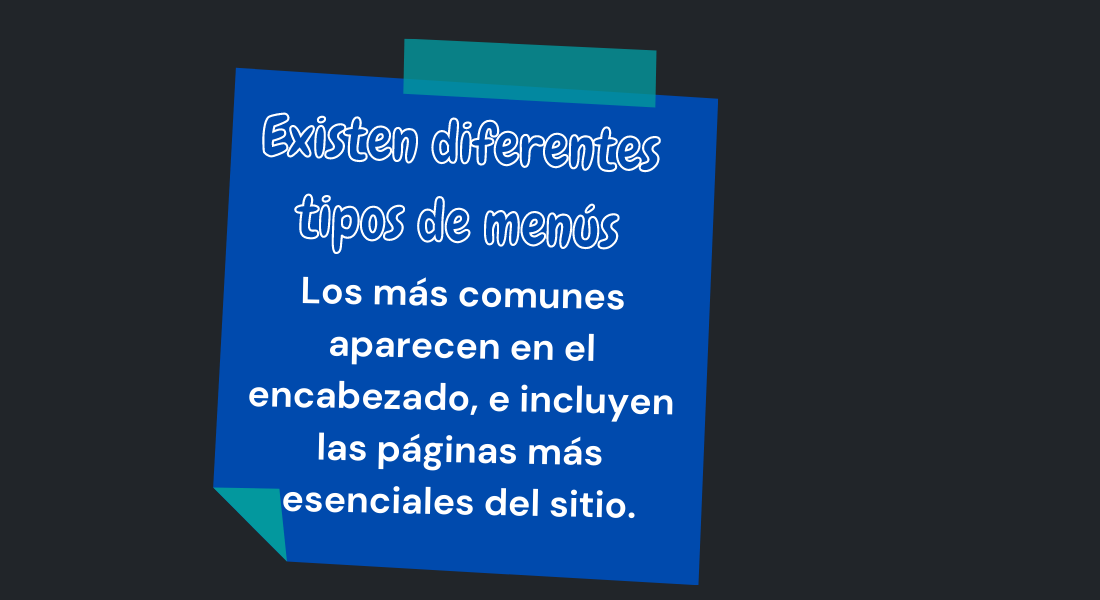 Existen diferentes
tipos de menús
Los más comunes
aparecen en el
encabezado, e incluyen
las páginas más
esenciales del sitio.